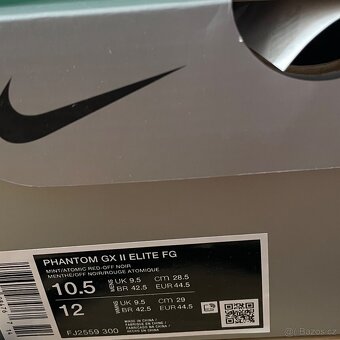 PHANTOM GX II ELITE FG
MINT/ATOMIC RED-OFF NOIR
MENTHE/OFF NOIR/ROUGE ATOMIQUE
10.5 MENS UK 9.5 CM 28.5
BR 42.5 EUR 44.5
12 WMNS UK 9.5 CM 29
BR 42.5 EUR 44.5
FJ2559 300